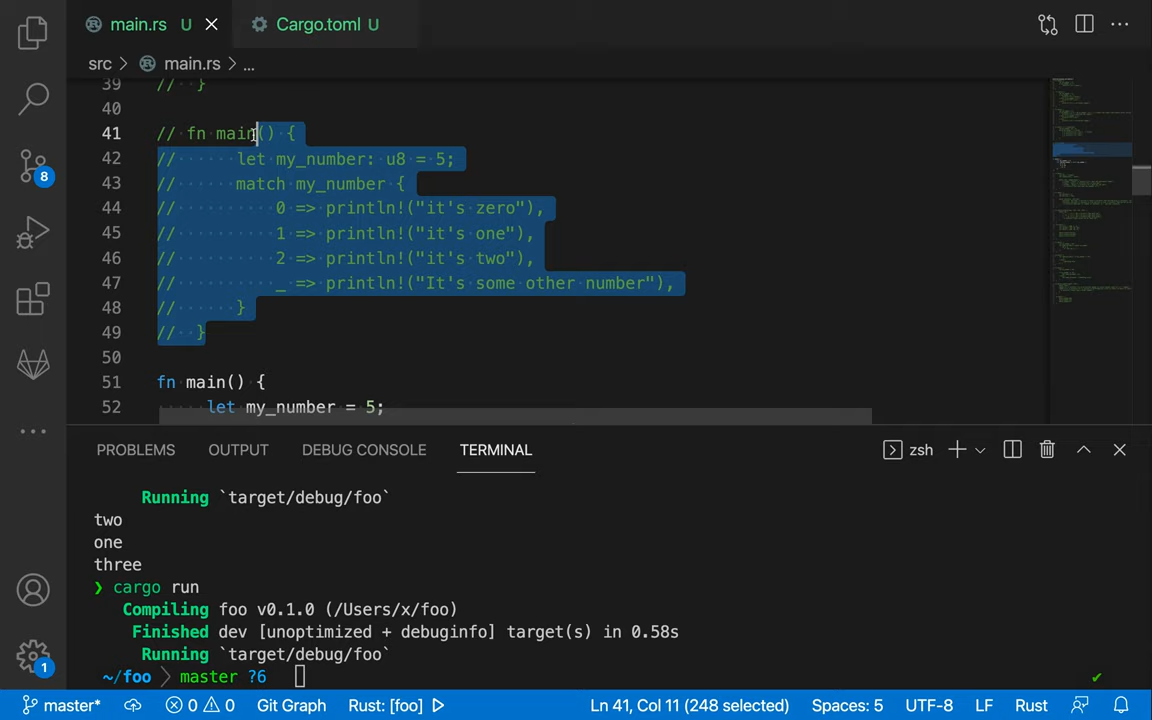 main.rs U Cargo.toml U
src > main.rs > ...
39 // }
40
41 // fn main() {
42 // let my_number: u8 = 5;
43 // match my_number {
44 // 0 => println!("it's zero"),
45 // 1 => println!("it's one"),
46 // 2 => println!("it's two"),
47 // _ => println!("It's some other number"),
48 // }
49 // }
50
51 fn main() {
52 let my_number = 5;
8
PROBLEMS OUTPUT DEBUG CONSOLE TERMINAL zsh
Running `target/debug/foo`
two
one
three
❯ cargo run
Compiling foo v0.1.0 (/Users/x/foo)
Finished dev [unoptimized + debuginfo] target(s) in 0.58s
Running `target/debug/foo`
~/foo master ?6
1
master* 0 0 Git Graph Rust: [foo] Ln 41, Col 11 (248 selected) Spaces: 5 UTF-8 LF Rust